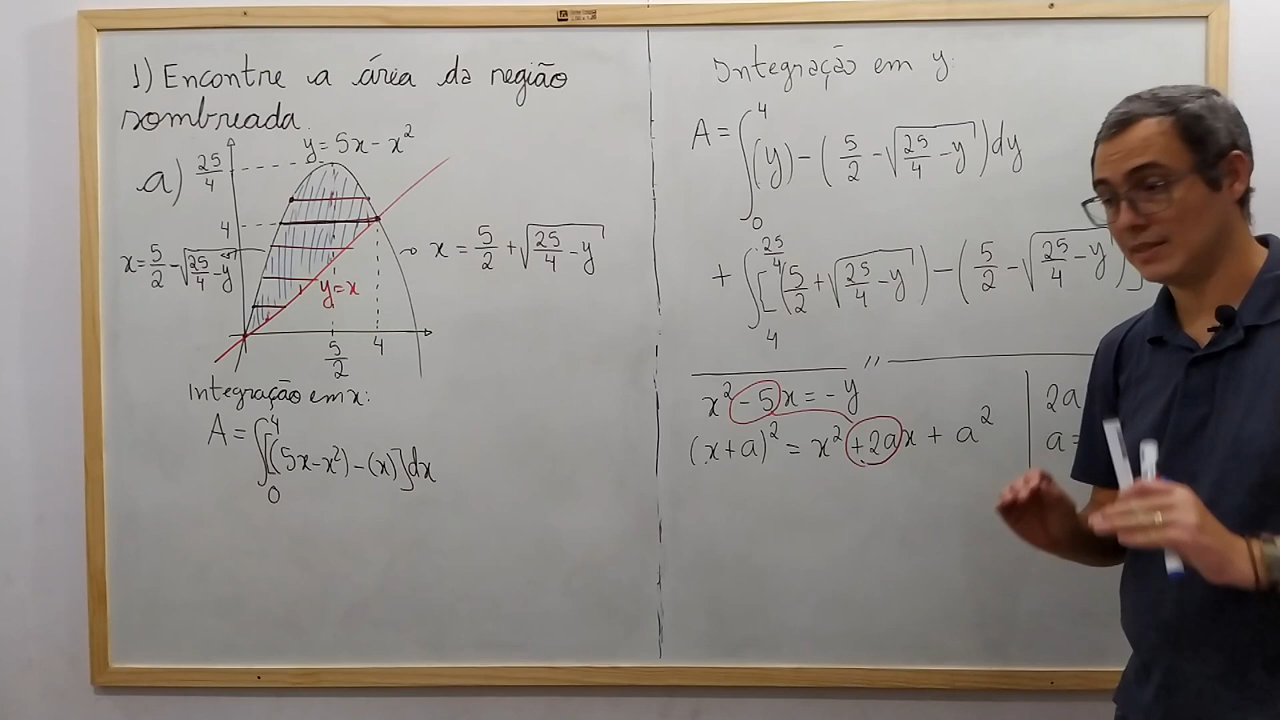 1) Encontre a área da região
sombreada.
a)
y = 5x - x²
25/4
4
x = 5/2 - √(25/4 - y)
x = 5/2 + √(25/4 - y)
y = x
5/2
4
Integração em x:
A = ∫₀⁴ [(5x - x²) - (x)] dx
Integração em y:
A = ∫₀⁴ (y) - (5/2 - √(25/4 - y)) dy
+ ∫₄^(25/4) [(5/2 + √(25/4 - y)) - (5/2 - √(25/4 - y)
x² - 5x = -y
(x + a)² = x² + 2ax + a²
2a
a =